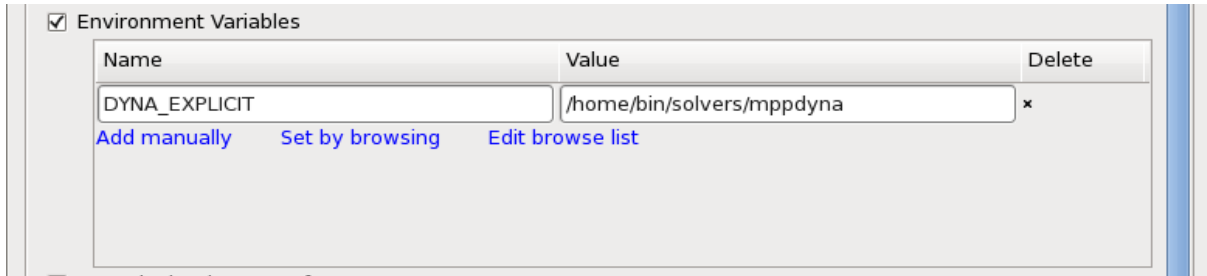 Environment Variables
Name Value Delete
DYNA_EXPLICIT /home/bin/solvers/mppdyna ×
Add manually Set by browsing Edit browse list